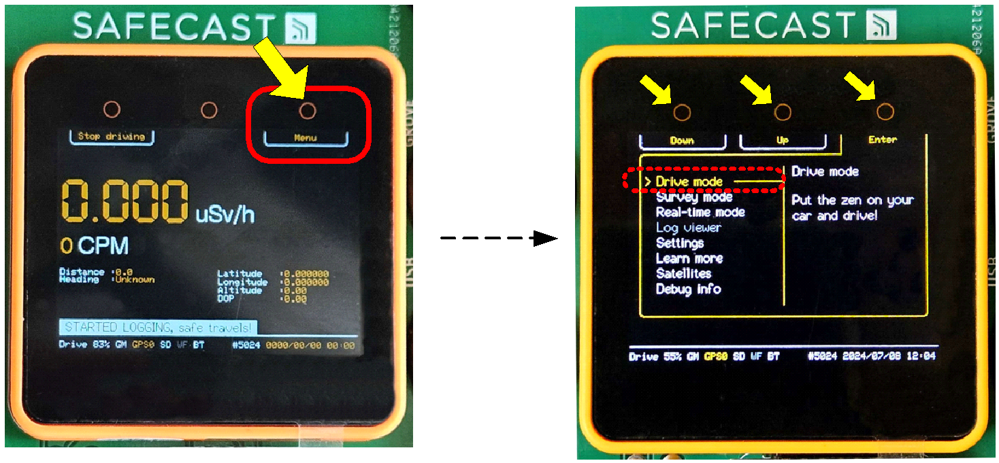 SAFECAST
Stop driving
Menu
0.000 uSv/h
0 CPM
Distance :0.0
Heading :Unknown
Latitude :0.000000
Longitude :0.000000
Altitude :0.00
DOP :0.00
STARTED LOGGING, safe travels!
Drive 83% GM GPS0 SD WF BT #5024 0000/00/00 00:00
SAFECAST
421206A
GROVE
USB
Down
Up
Enter
> Drive mode
Survey mode
Real-time mode
Log viewer
Settings
Learn more
Satellites
Debug info
Drive mode
Put the zen on your
car and drive!
Drive 55% GM GPS0 SD WF BT #5024 2024/07/08 12:04